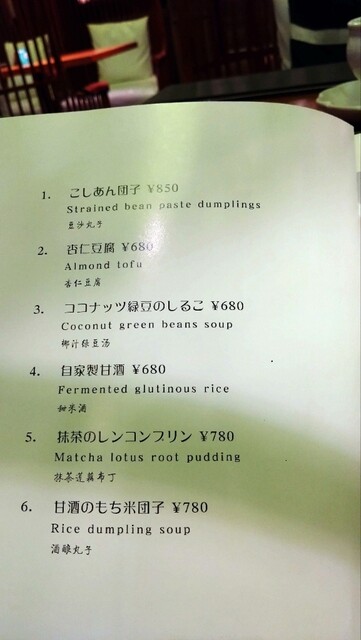 1. こしあん団子 ¥850
Strained bean paste dumplings
豆沙丸子
2. 杏仁豆腐 ¥680
Almond tofu
杏仁豆腐
3. ココナッツ緑豆のしるこ ¥680
Coconut green beans soup
椰汁绿豆汤
4. 自家製甘酒 ¥680
Fermented glutinous rice
甜米酒
5. 抹茶のレンコンプリン ¥780
Matcha lotus root pudding
抹茶莲藕布丁
6. 甘酒のもち米団子 ¥780
Rice dumpling soup
酒酿丸子